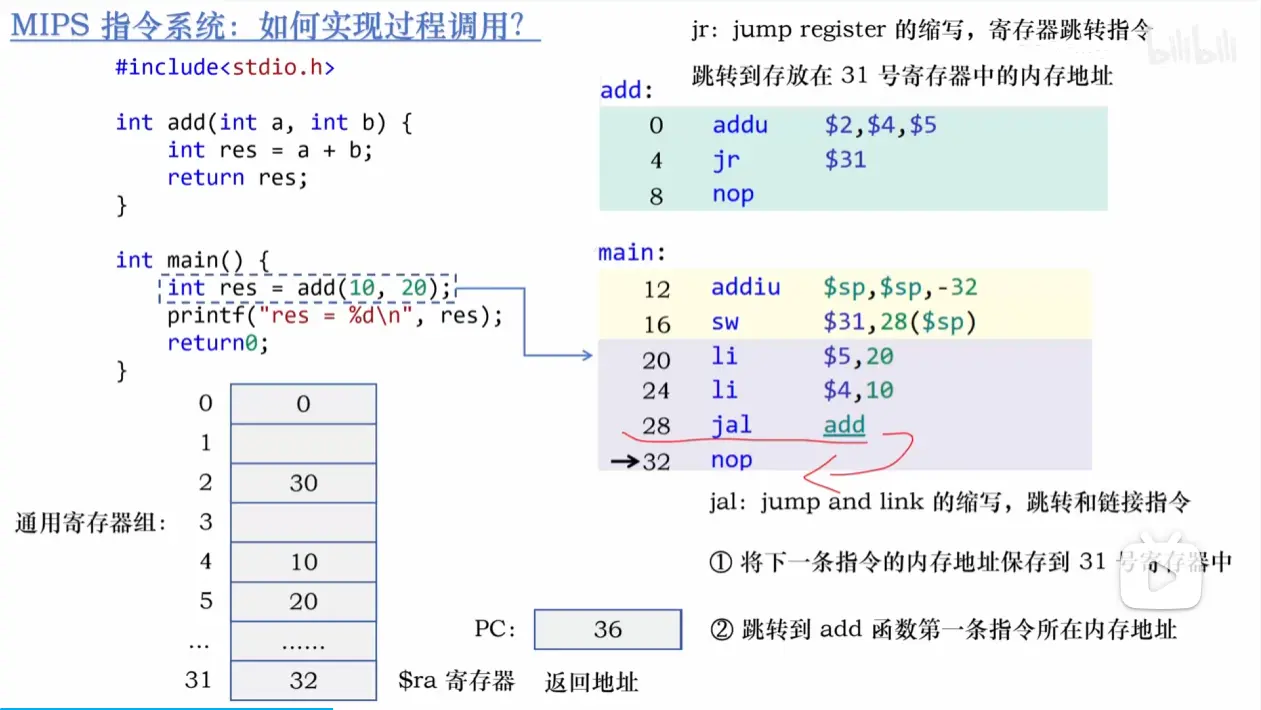 MIPS 指令系统：如何实现过程调用？
#include<stdio.h>
int add(int a, int b) {
int res = a + b;
return res;
}
int main() {
int res = add(10, 20);
printf("res = %d\n", res);
return0;
}
jr：jump register 的缩写，寄存器跳转指令
跳转到存放在 31 号寄存器中的内存地址
bilibili
add:
0 addu $2,$4,$5
4 jr $31
8 nop
main:
12 addiu $sp,$sp,-32
16 sw $31,28($sp)
20 li $5,20
24 li $4,10
28 jal add
32 nop
jal：jump and link 的缩写，跳转和链接指令
① 将下一条指令的内存地址保存到 31 号寄存器中
② 跳转到 add 函数第一条指令所在内存地址
通用寄存器组：
0 0
1
2 30
3
4 10
5 20
... ......
31 32 $ra 寄存器 返回地址
PC： 36